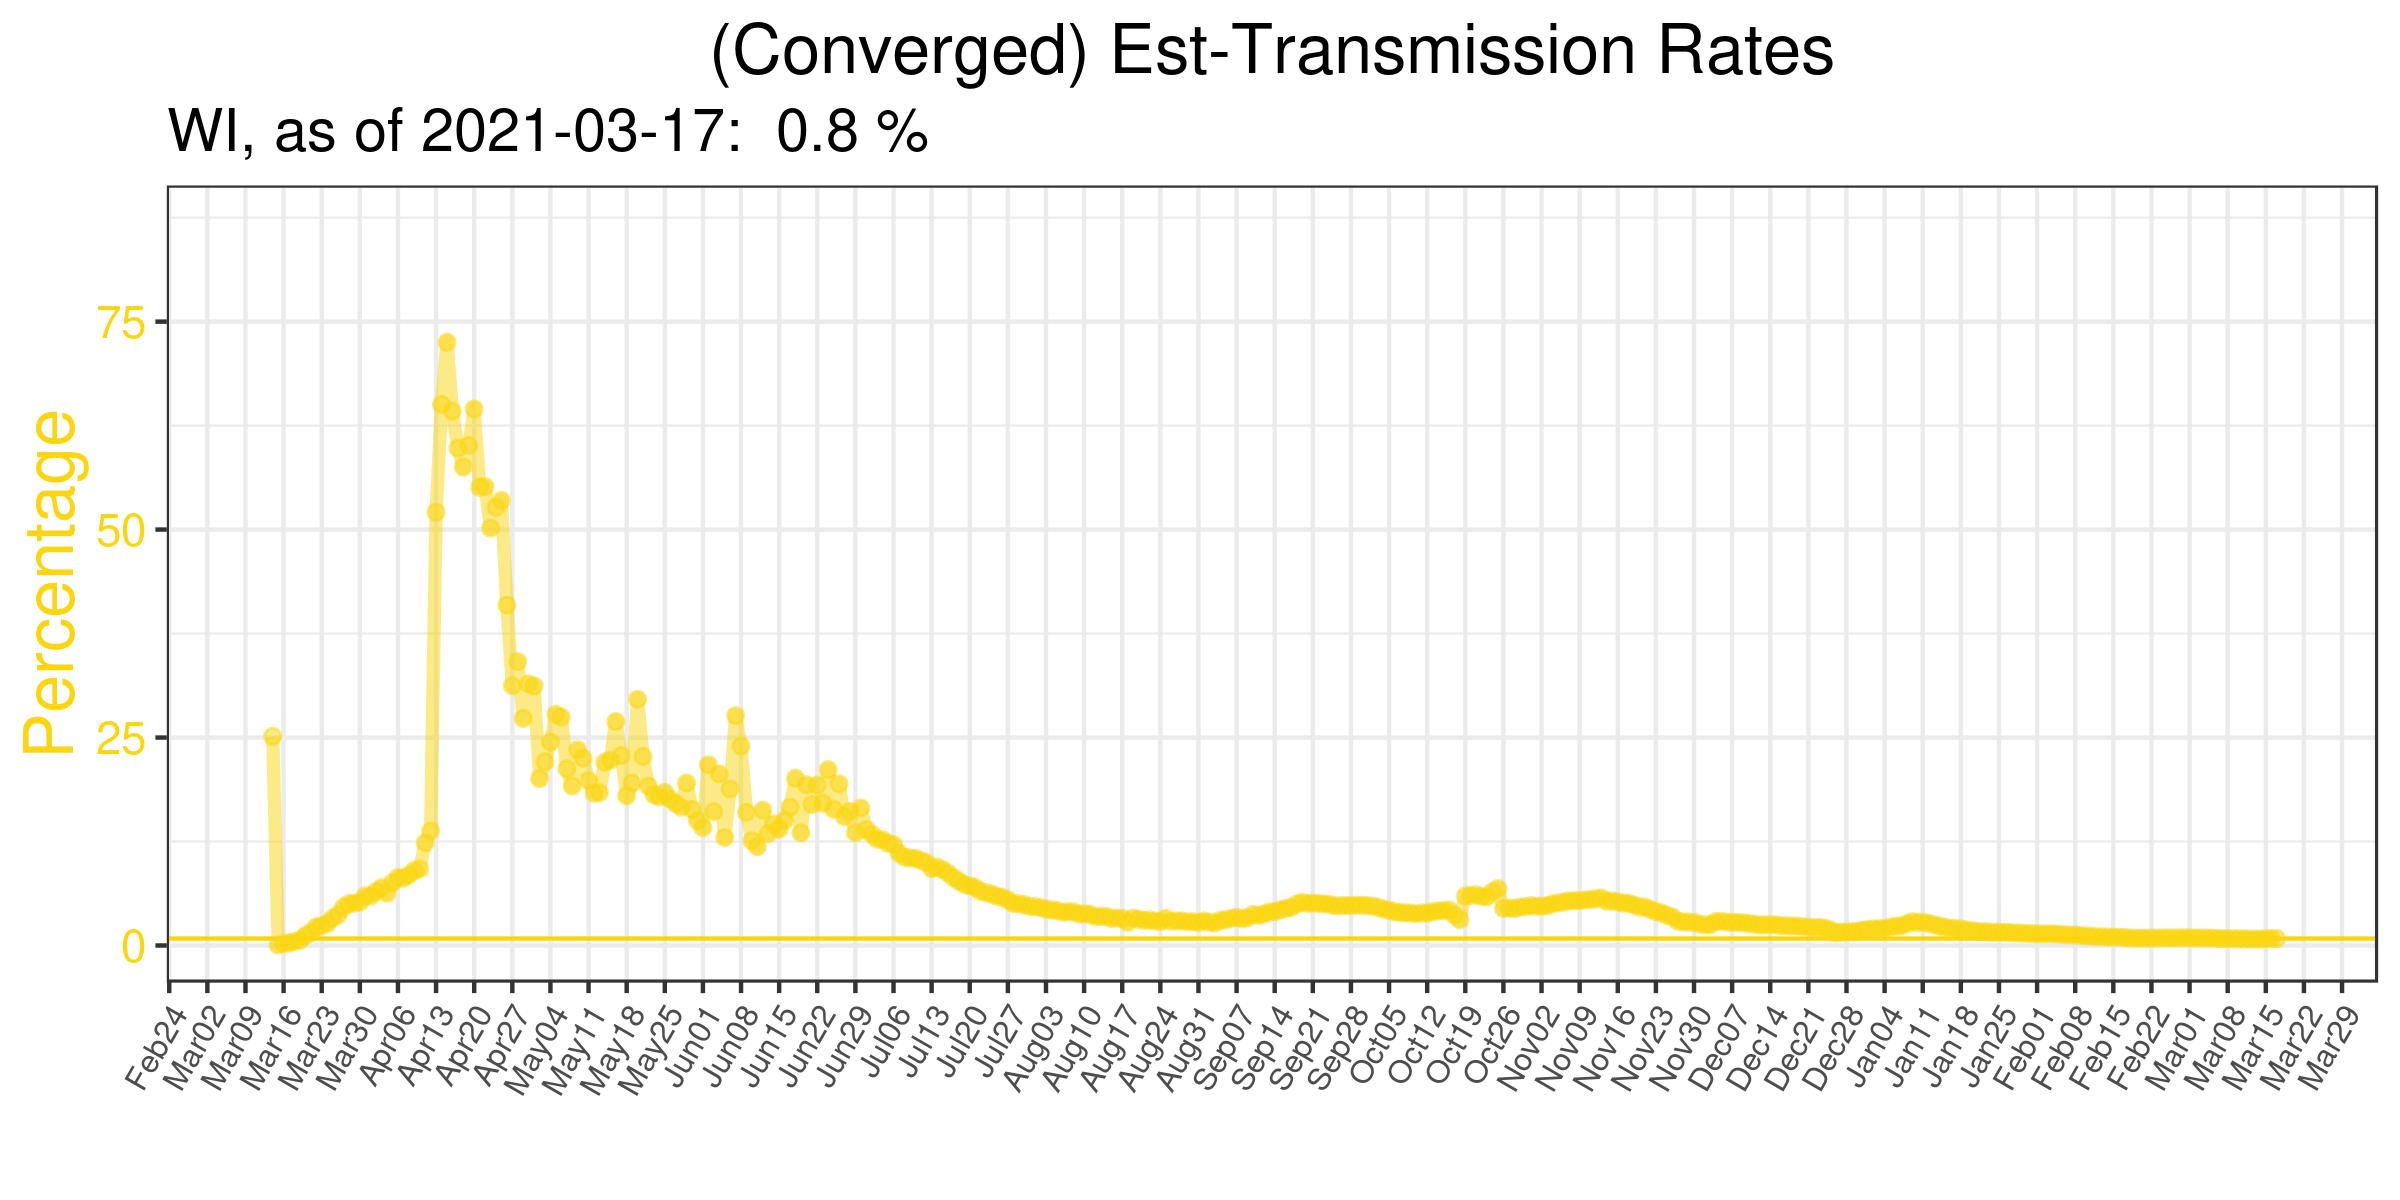 (Converged) Est-Transmission Rates
WI, as of 2021-03-17:  0.8 %
Percentage
75
50
25
0
Feb24
Mar02
Mar09
Mar16
Mar23
Mar30
Apr06
Apr13
Apr20
Apr27
May04
May11
May18
May25
Jun01
Jun08
Jun15
Jun22
Jun29
Jul06
Jul13
Jul20
Jul27
Aug03
Aug10
Aug17
Aug24
Aug31
Sep07
Sep14
Sep21
Sep28
Oct05
Oct12
Oct19
Oct26
Nov02
Nov09
Nov16
Nov23
Nov30
Dec07
Dec14
Dec21
Dec28
Jan04
Jan11
Jan18
Jan25
Feb01
Feb08
Feb15
Feb22
Mar01
Mar08
Mar15
Mar22
Mar29